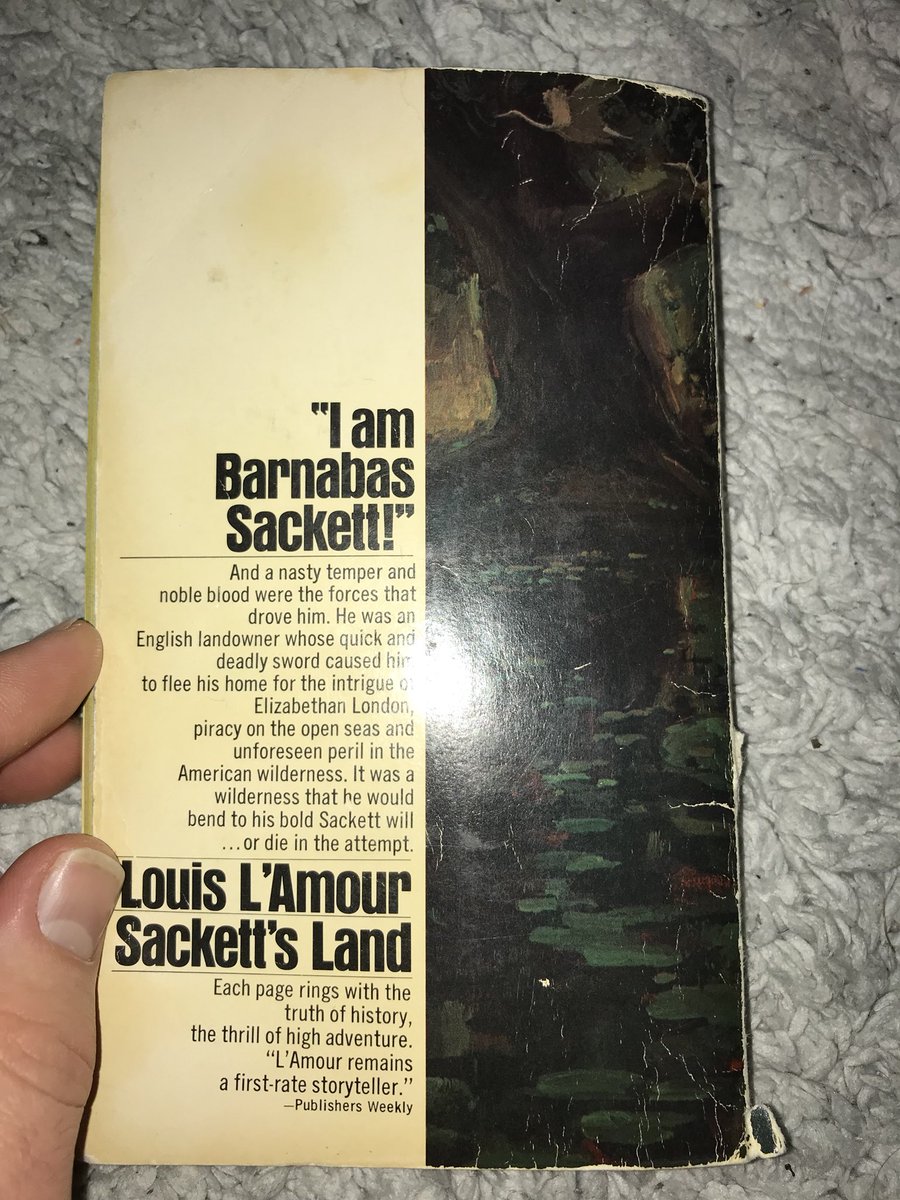 "I am
Barnabas
Sackett!"
And a nasty temper and
noble blood were the forces that
drove him. He was an
English landowner whose quick and
deadly sword caused him
to flee his home for the intrigue of
Elizabethan London,
piracy on the open seas and
unforeseen peril in the
American wilderness. It was a
wilderness that he would
bend to his bold Sackett will
...or die in the attempt.
Louis L'Amour
Sackett's Land
Each page rings with the
truth of history,
the thrill of high adventure.
"L'Amour remains
a first-rate storyteller."
—Publishers Weekly